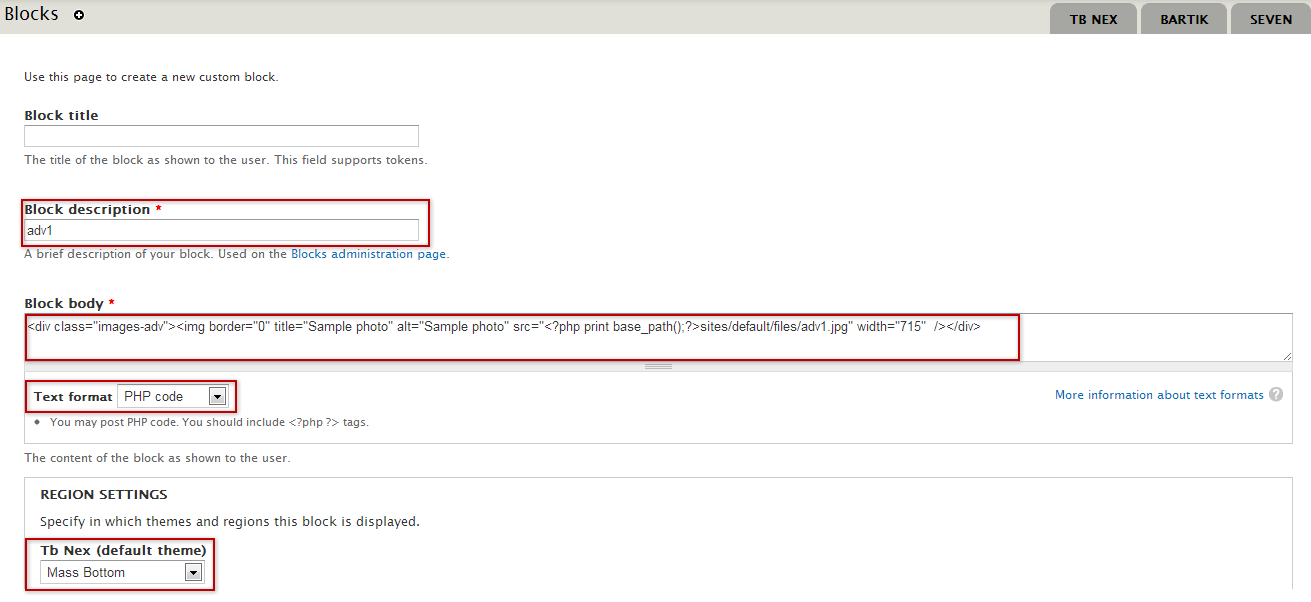 Blocks
TB NEX BARTIK SEVEN
Use this page to create a new custom block.
Block title
The title of the block as shown to the user. This field supports tokens.
Block description *
adv1
A brief description of your block. Used on the Blocks administration page.
Block body *
<div class="images-adv"><img border="0" title="Sample photo" alt="Sample photo" src="<?php print base_path();?>sites/default/files/adv1.jpg" width="715"  /></div>
Text format PHP code More information about text formats ?
• You may post PHP code. You should include <?php ?> tags.
The content of the block as shown to the user.
REGION SETTINGS
Specify in which themes and regions this block is displayed.
Tb Nex (default theme)
Mass Bottom